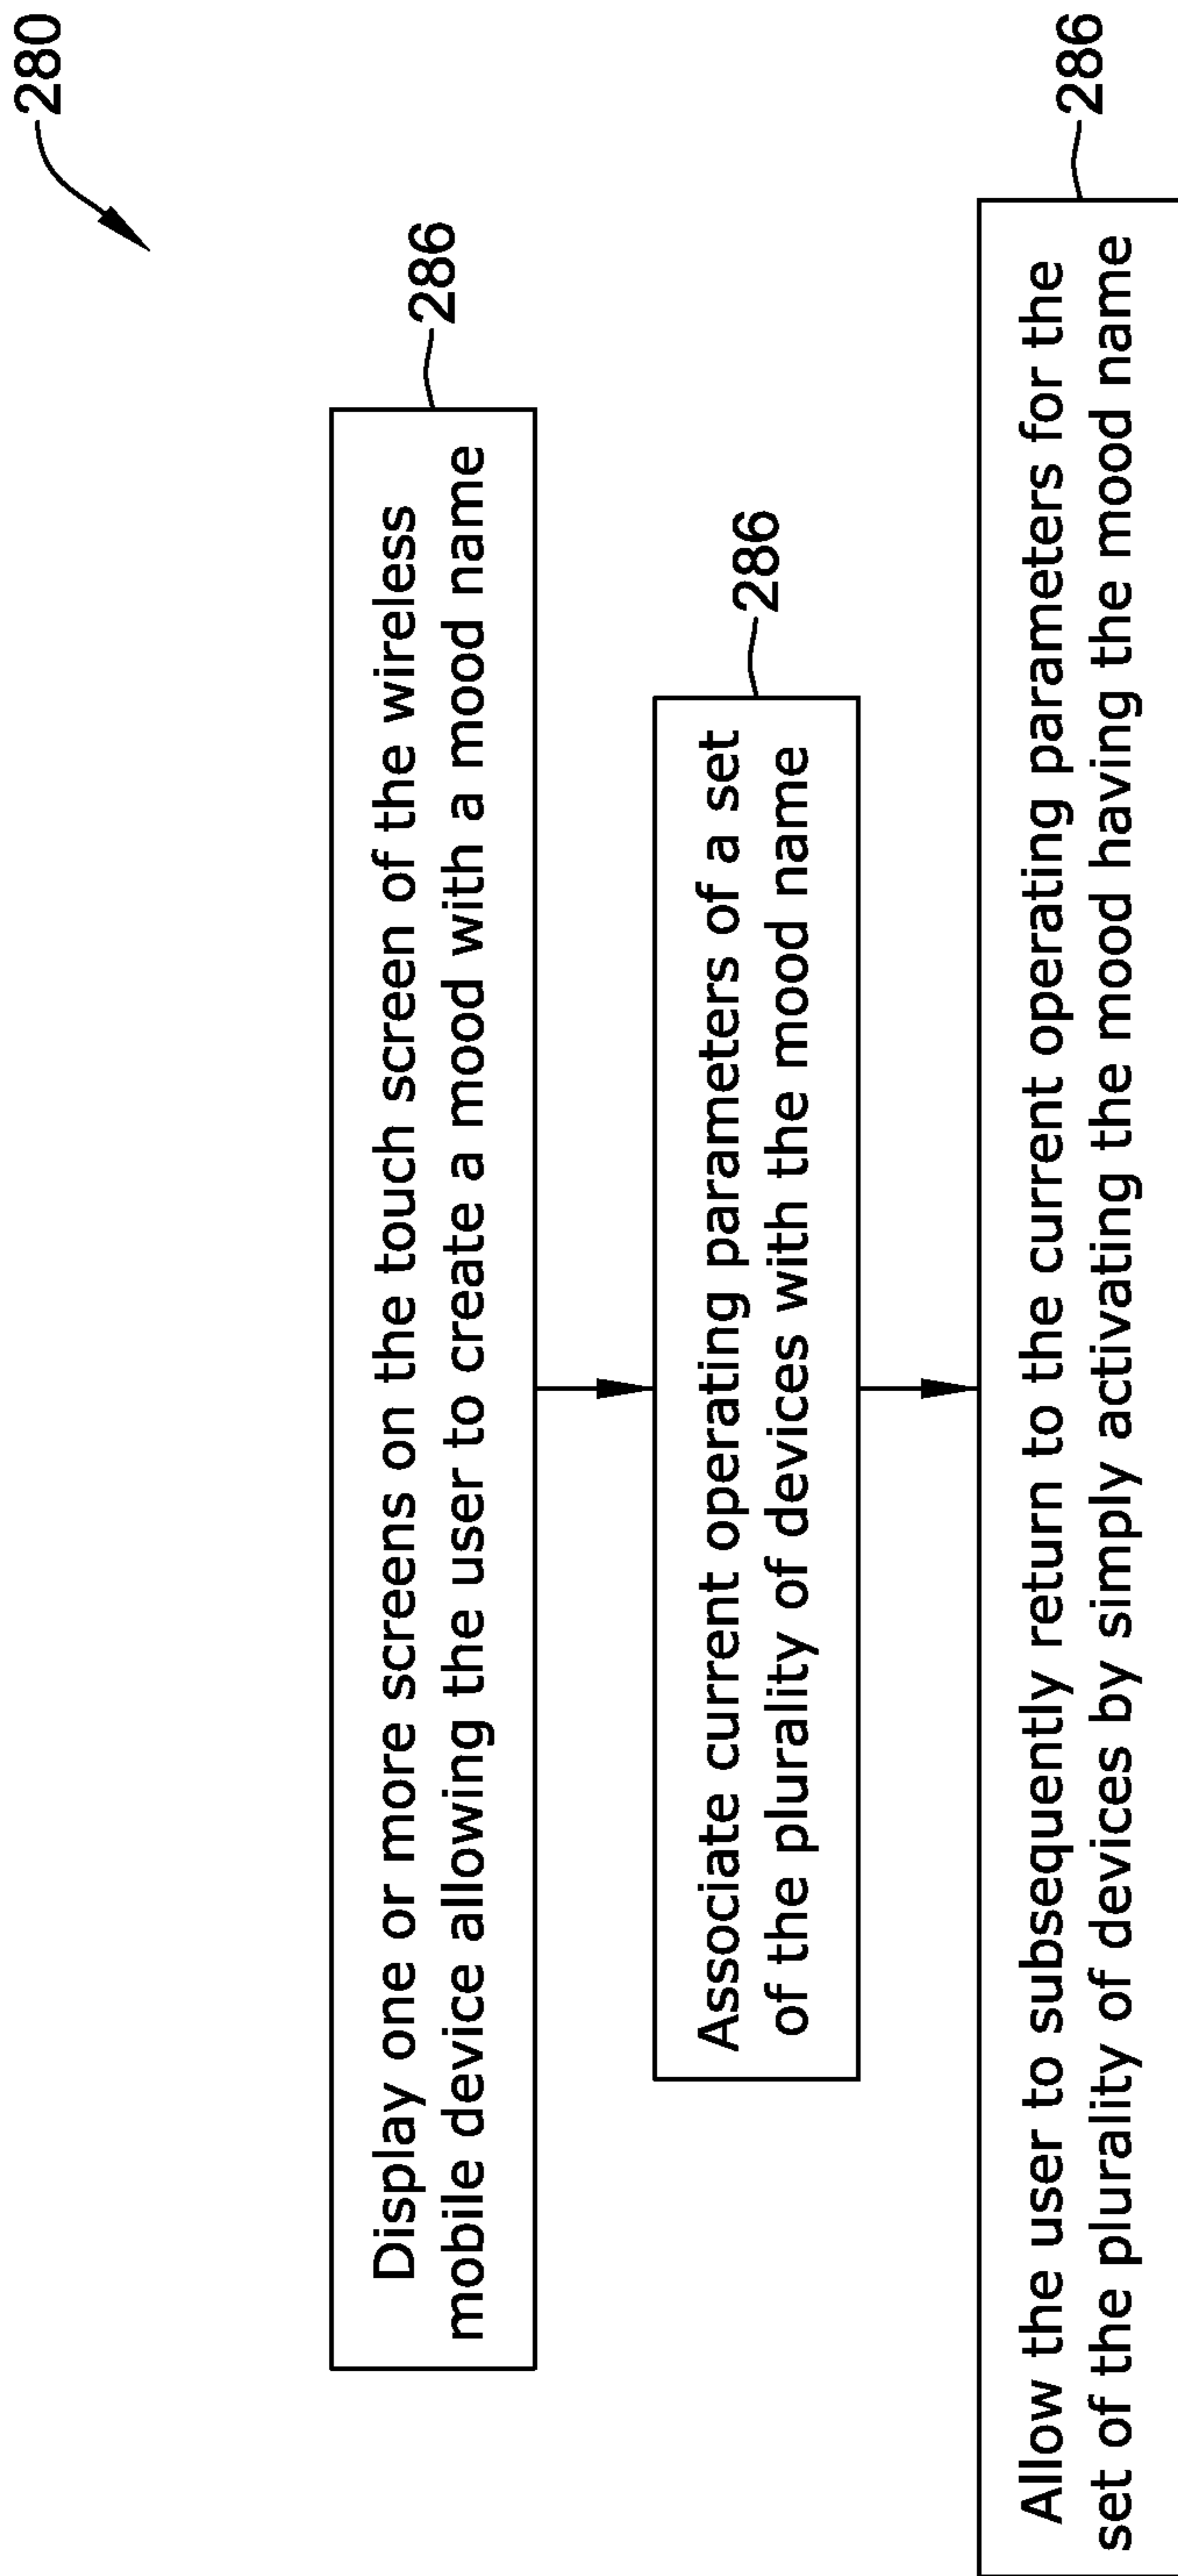 280
286
Display one or more screens on the touch screen of the wireless
mobile device allowing the user to create a mood with a mood name
286
Associate current operating parameters of a set
of the plurality of devices with the mood name
286
Allow the user to subsequently return to the current operating parameters for the
set of the plurality of devices by simply activating the mood having the mood name